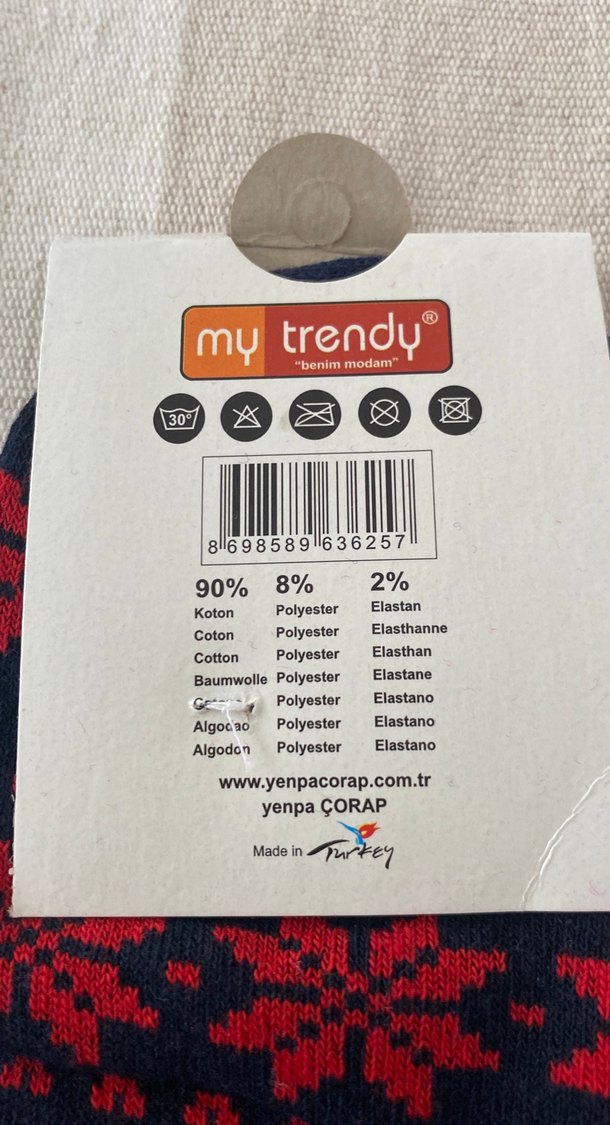 my trendy®
"benim modam"
30°
8 698589 636257
90% 8% 2%
Koton Polyester Elastan
Coton Polyester Elasthanne
Cotton Polyester Elasthan
Baumwolle Polyester Elastane
Polyester Elastano
Algodao Polyester Elastano
Algodon Polyester Elastano
www.yenpacorap.com.tr
yenpa ÇORAP
Made in Turkey